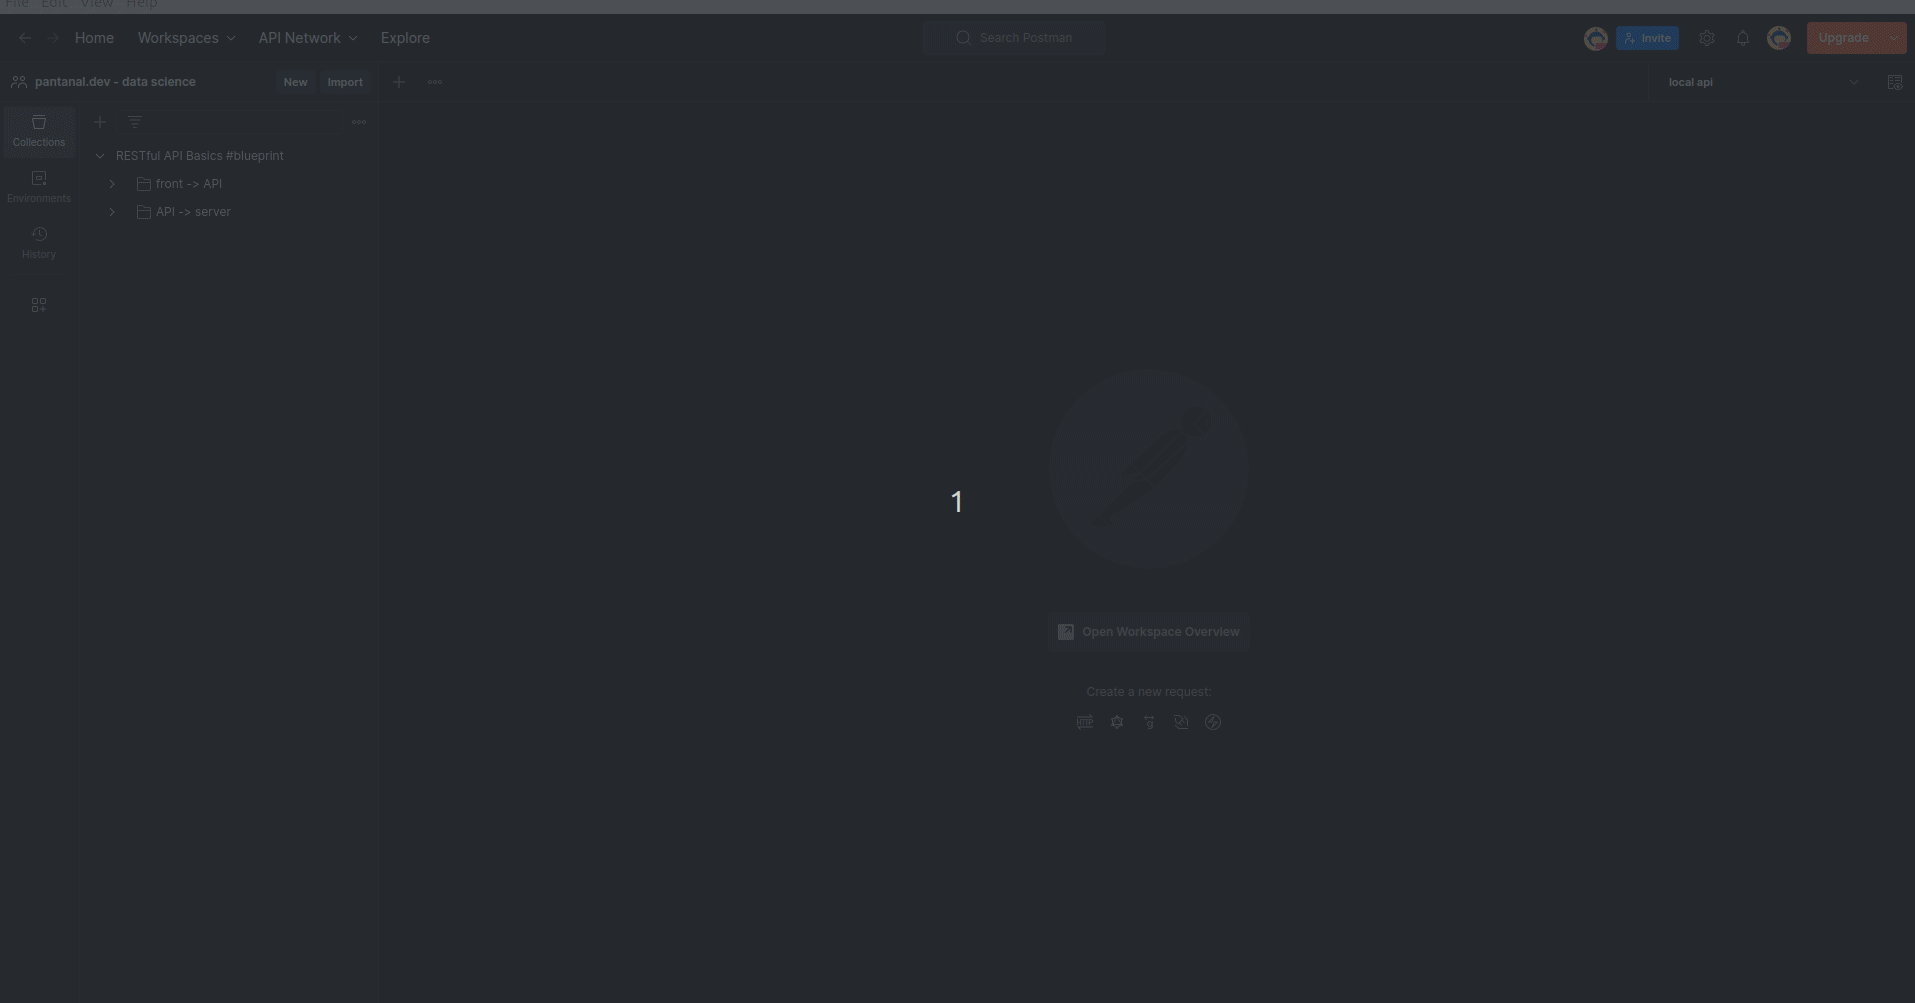 File Edit View Help
Home Workspaces API Network Explore Search Postman Invite Upgrade
pantanal.dev - data science New Import local api
Collections
RESTful API Basics #blueprint
front -> API
Environments
API -> server
History
1
Open Workspace Overview
Create a new request:
HTTP